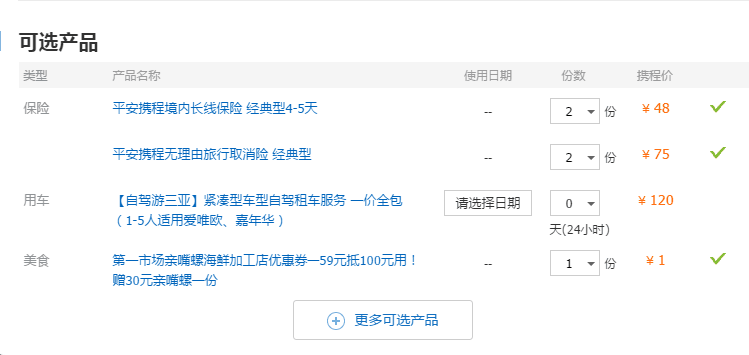 可选产品
类型 产品名称 使用日期 份数 携程价
保险 平安携程境内长线保险 经典型4-5天 -- 2 份 ¥ 48
平安携程无理由旅行取消险 经典型 -- 2 份 ¥ 75
用车 【自驾游三亚】紧凑型车型自驾租车服务 一价全包 请选择日期 0 ¥ 120
（1-5人适用爱唯欧、嘉年华） 天(24小时)
美食 第一市场亲嘴螺海鲜加工店优惠券—59元抵100元用！ -- 1 份 ¥ 1
赠30元亲嘴螺一份
更多可选产品